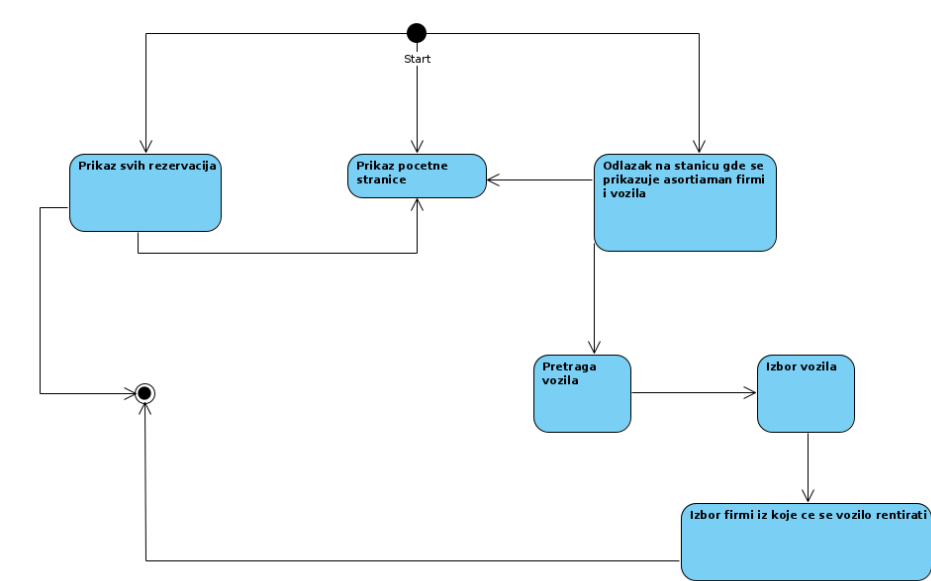 Start
Prikaz svih rezervacija
Prikaz pocetne
stranice
Odlazak na stanicu gde se
prikazuje asortiaman firmi
i vozila
Pretraga
vozila
Izbor vozila
Izbor firmi iz koje ce se vozilo rentirati